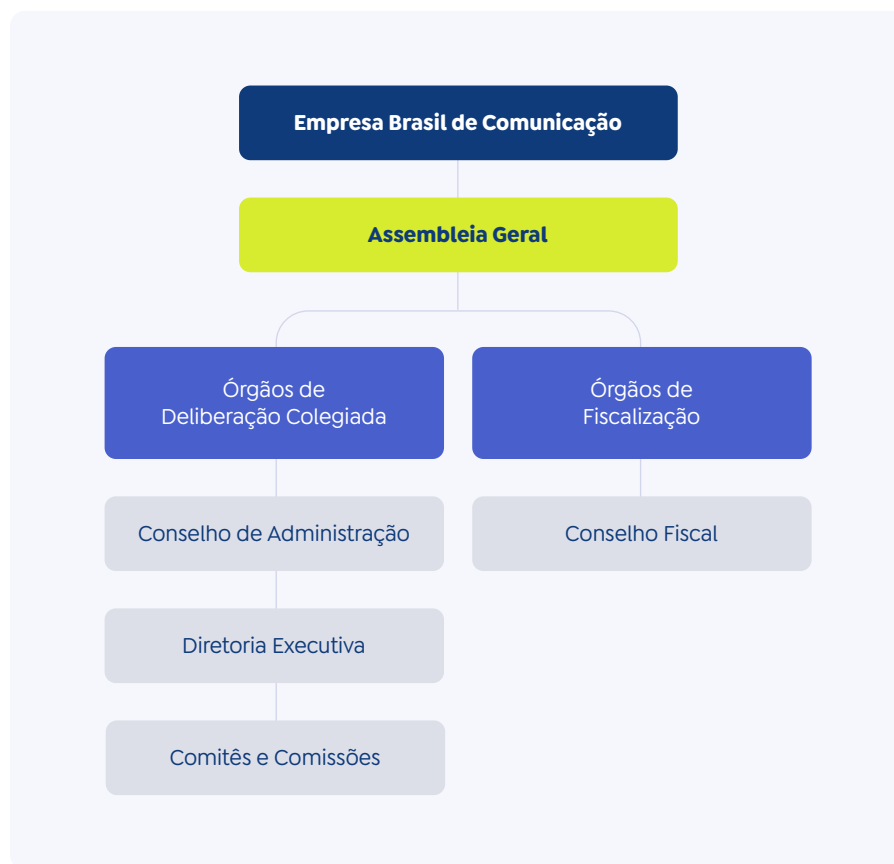 Empresa Brasil de Comunicação
Assembleia Geral
Órgãos de
Deliberação Colegiada
Órgãos de
Fiscalização
Conselho de Administração
Conselho Fiscal
Diretoria Executiva
Comitês e Comissões